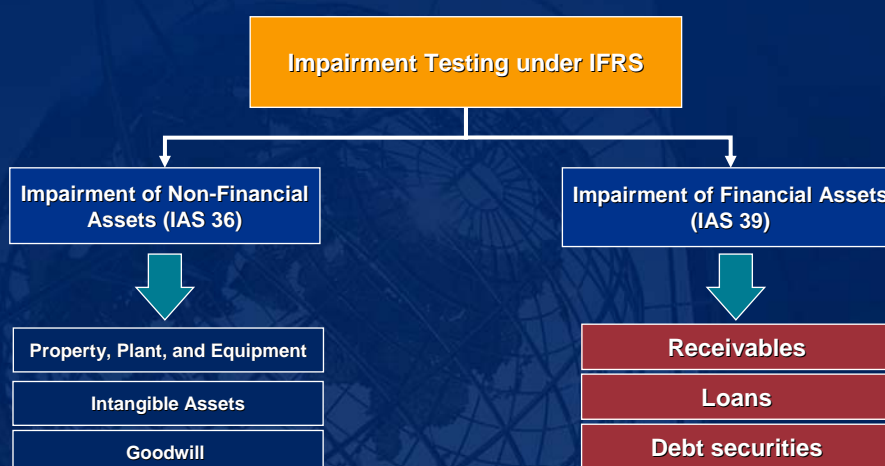 Impairment Testing under IFRS
Impairment of Non-Financial
Assets (IAS 36)
Impairment of Financial Assets
(IAS 39)
Property, Plant, and Equipment
Intangible Assets
Goodwill
Receivables
Loans
Debt securities